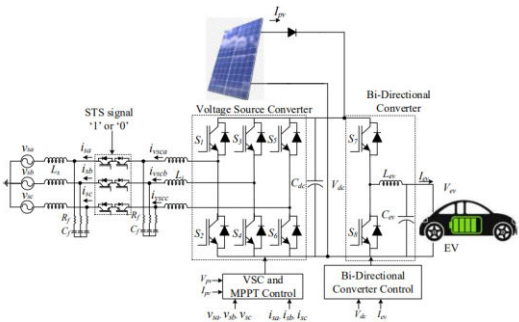 I_pv
Bi-Directional
Converter
Voltage Source Converter
STS signal
'1' or '0'
S_1 S_3 S_5 S_7
v_sa i_sa i_vsca
v_sb L_s i_sb i_vscb L_ev I_ev V_ev
v_sc i_sc i_vscc
C_dc V_dc C_ev
R_f R_f
C_f C_f
S_2 S_4 S_6 S_8
EV
V_pv
I_pv
VSC and
MPPT Control
Bi-Directional
Converter Control
v_sa, v_sb, v_sc i_sa, i_sb, i_sc V_dc I_ev